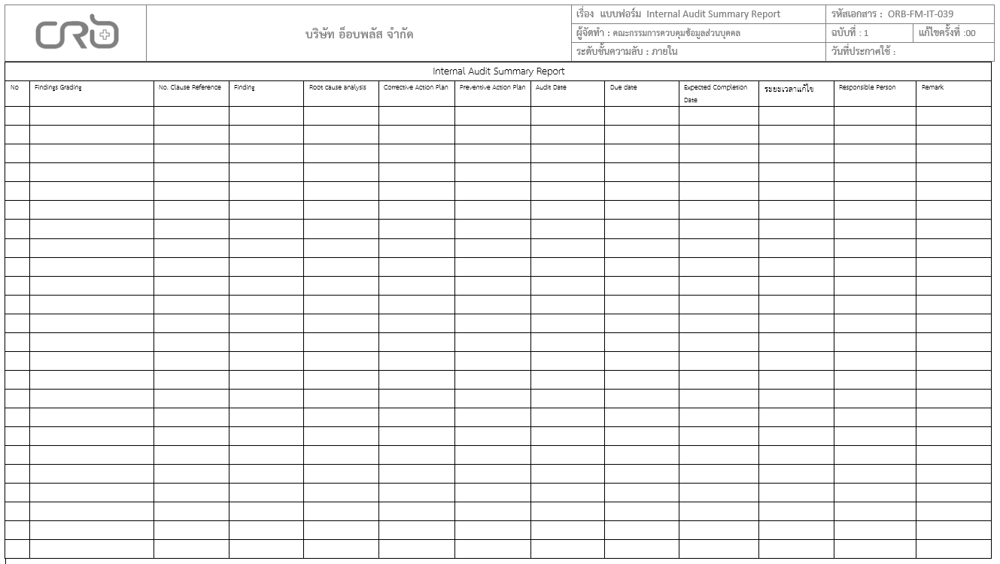 ORb
บริษัท อ็อบพลัส จำกัด
เรื่อง แบบฟอร์ม Internal Audit Summary Report
รหัสเอกสาร : ORB-FM-IT-039
ผู้จัดทำ : คณะกรรมการควบคุมข้อมูลส่วนบุคคล
ฉบับที่ : 1
แก้ไขครั้งที่ :00
ระดับชั้นความลับ : ภายใน
วันที่ประกาศใช้ :
Internal Audit Summary Report
No
Findings Grading
No. Clause Reference
Finding
Root cause analysis
Corrective Action Plan
Preventive Action Plan
Audit Date
Due date
Expected Completion
Date
ระยะเวลาแก้ไข
Responsible Person
Remark